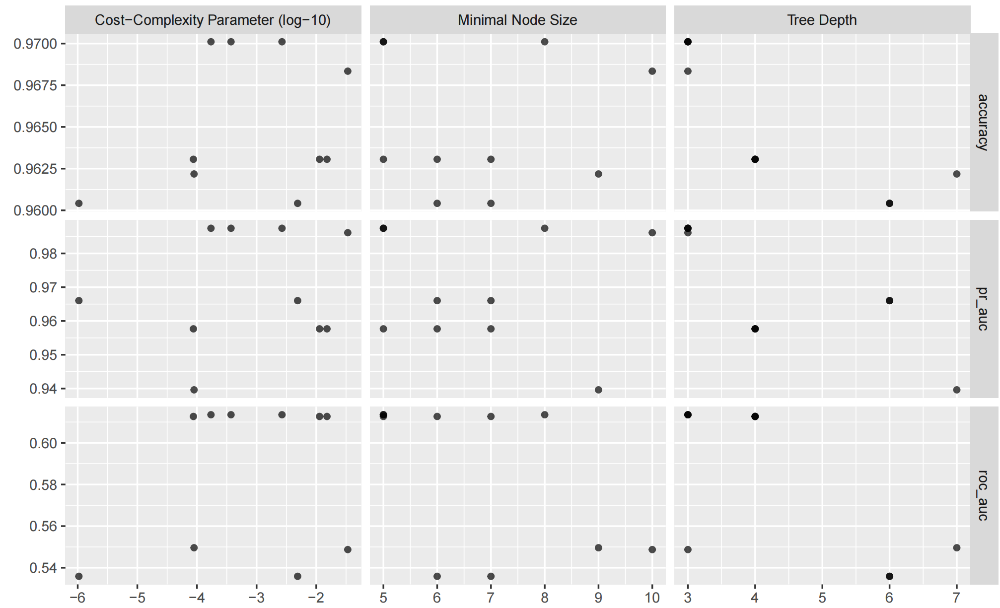 Cost−Complexity Parameter (log−10)
Minimal Node Size
Tree Depth
0.9700
0.9675
0.9650
0.9625
0.9600
accuracy
0.98
0.97
0.96
0.95
0.94
pr_auc
0.60
0.58
0.56
0.54
roc_auc
−6 −5 −4 −3 −2
5 6 7 8 9 10
3 4 5 6 7